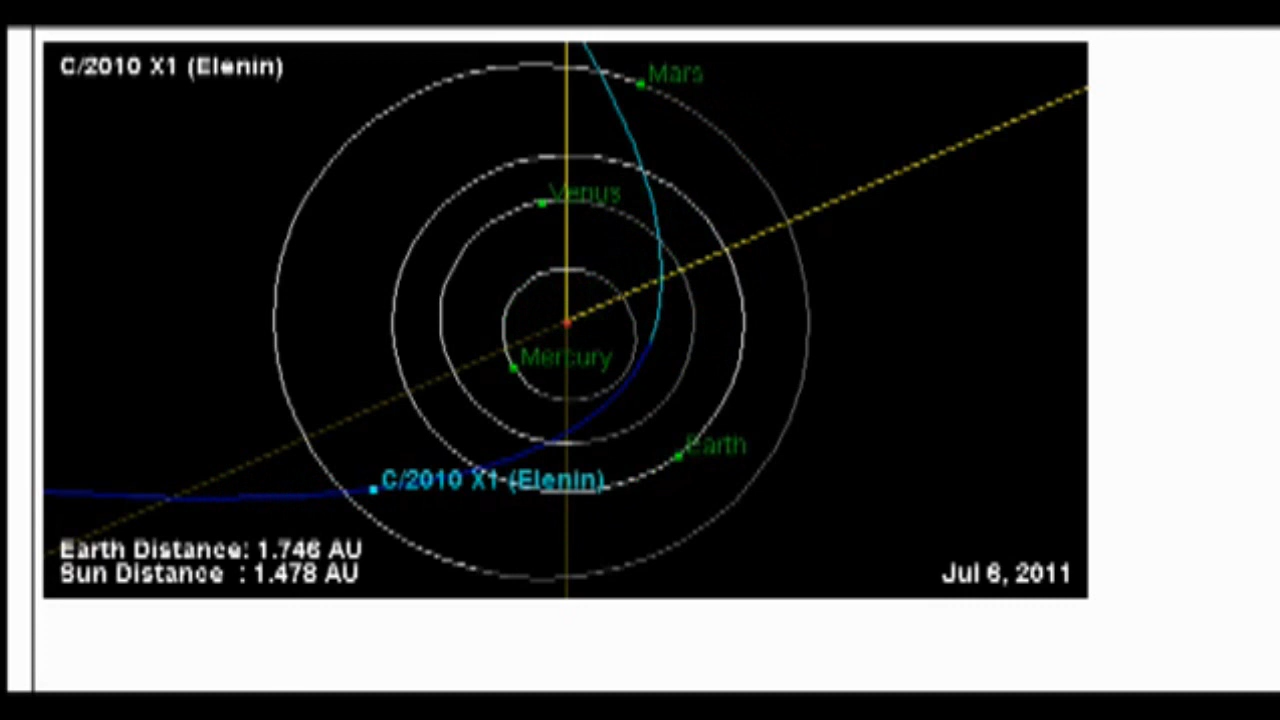 C/2010 X1 (Elenin)
Mars
Venus
Mercury
Earth
C/2010 X1 (Elenin)
Earth Distance: 1.746 AU
Sun Distance : 1.478 AU
Jul 6, 2011